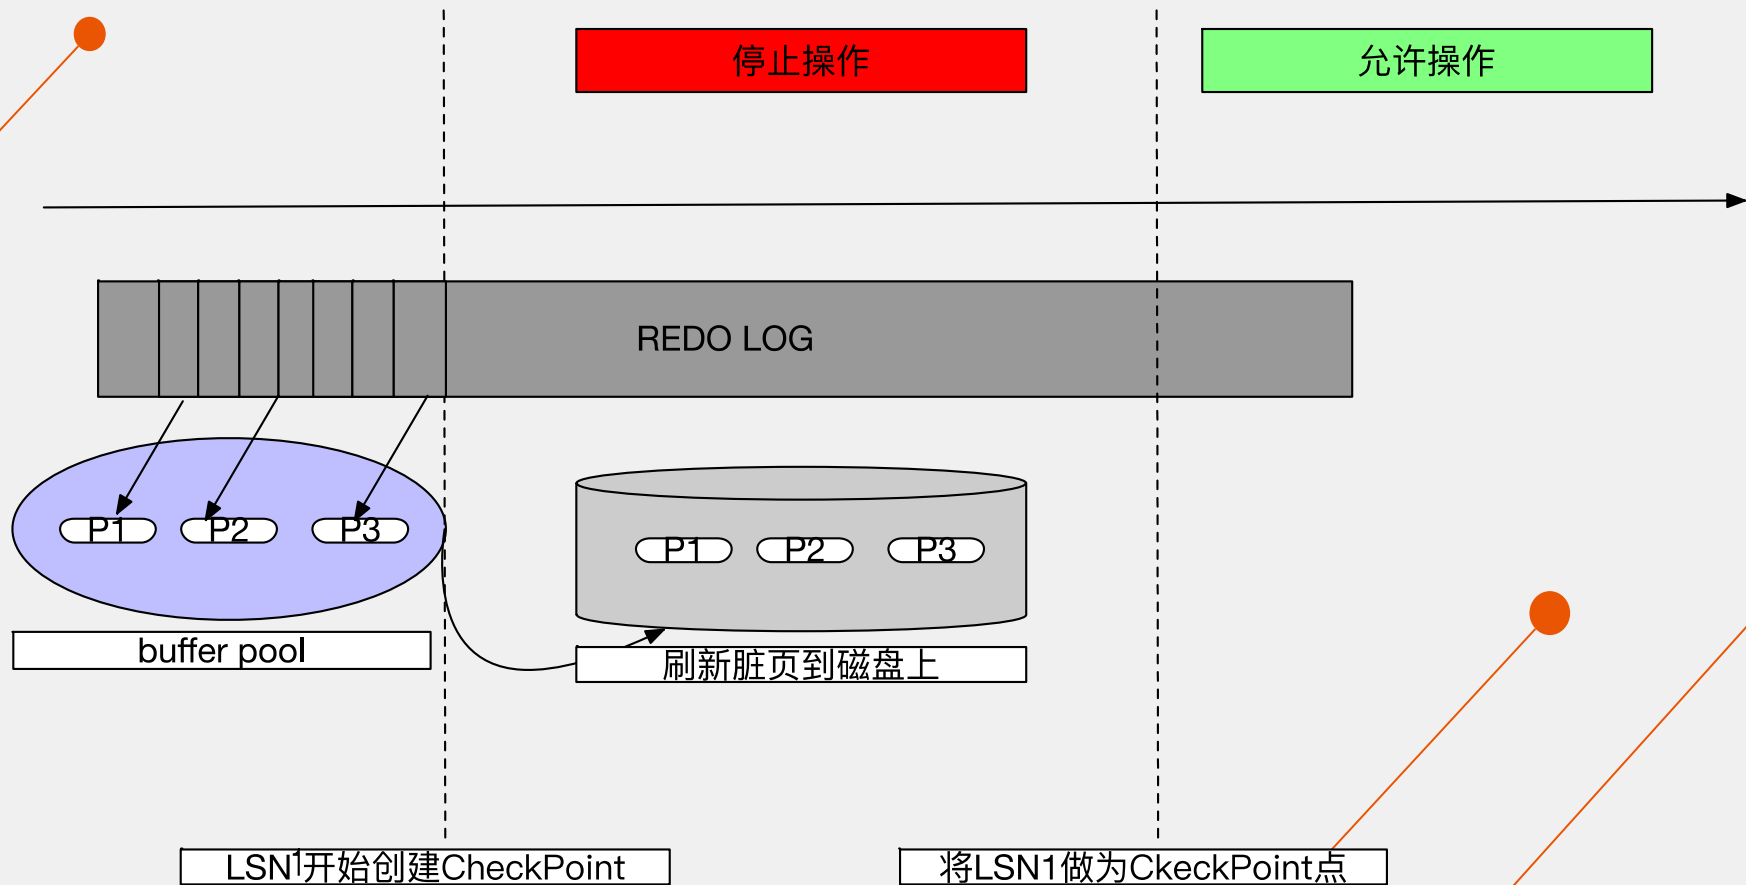 停止操作
允许操作
REDO LOG
P1
P2
P3
P1
P2
P3
buffer pool
刷新脏页到磁盘上
LSN1开始创建CheckPoint
将LSN1做为CkeckPoint点